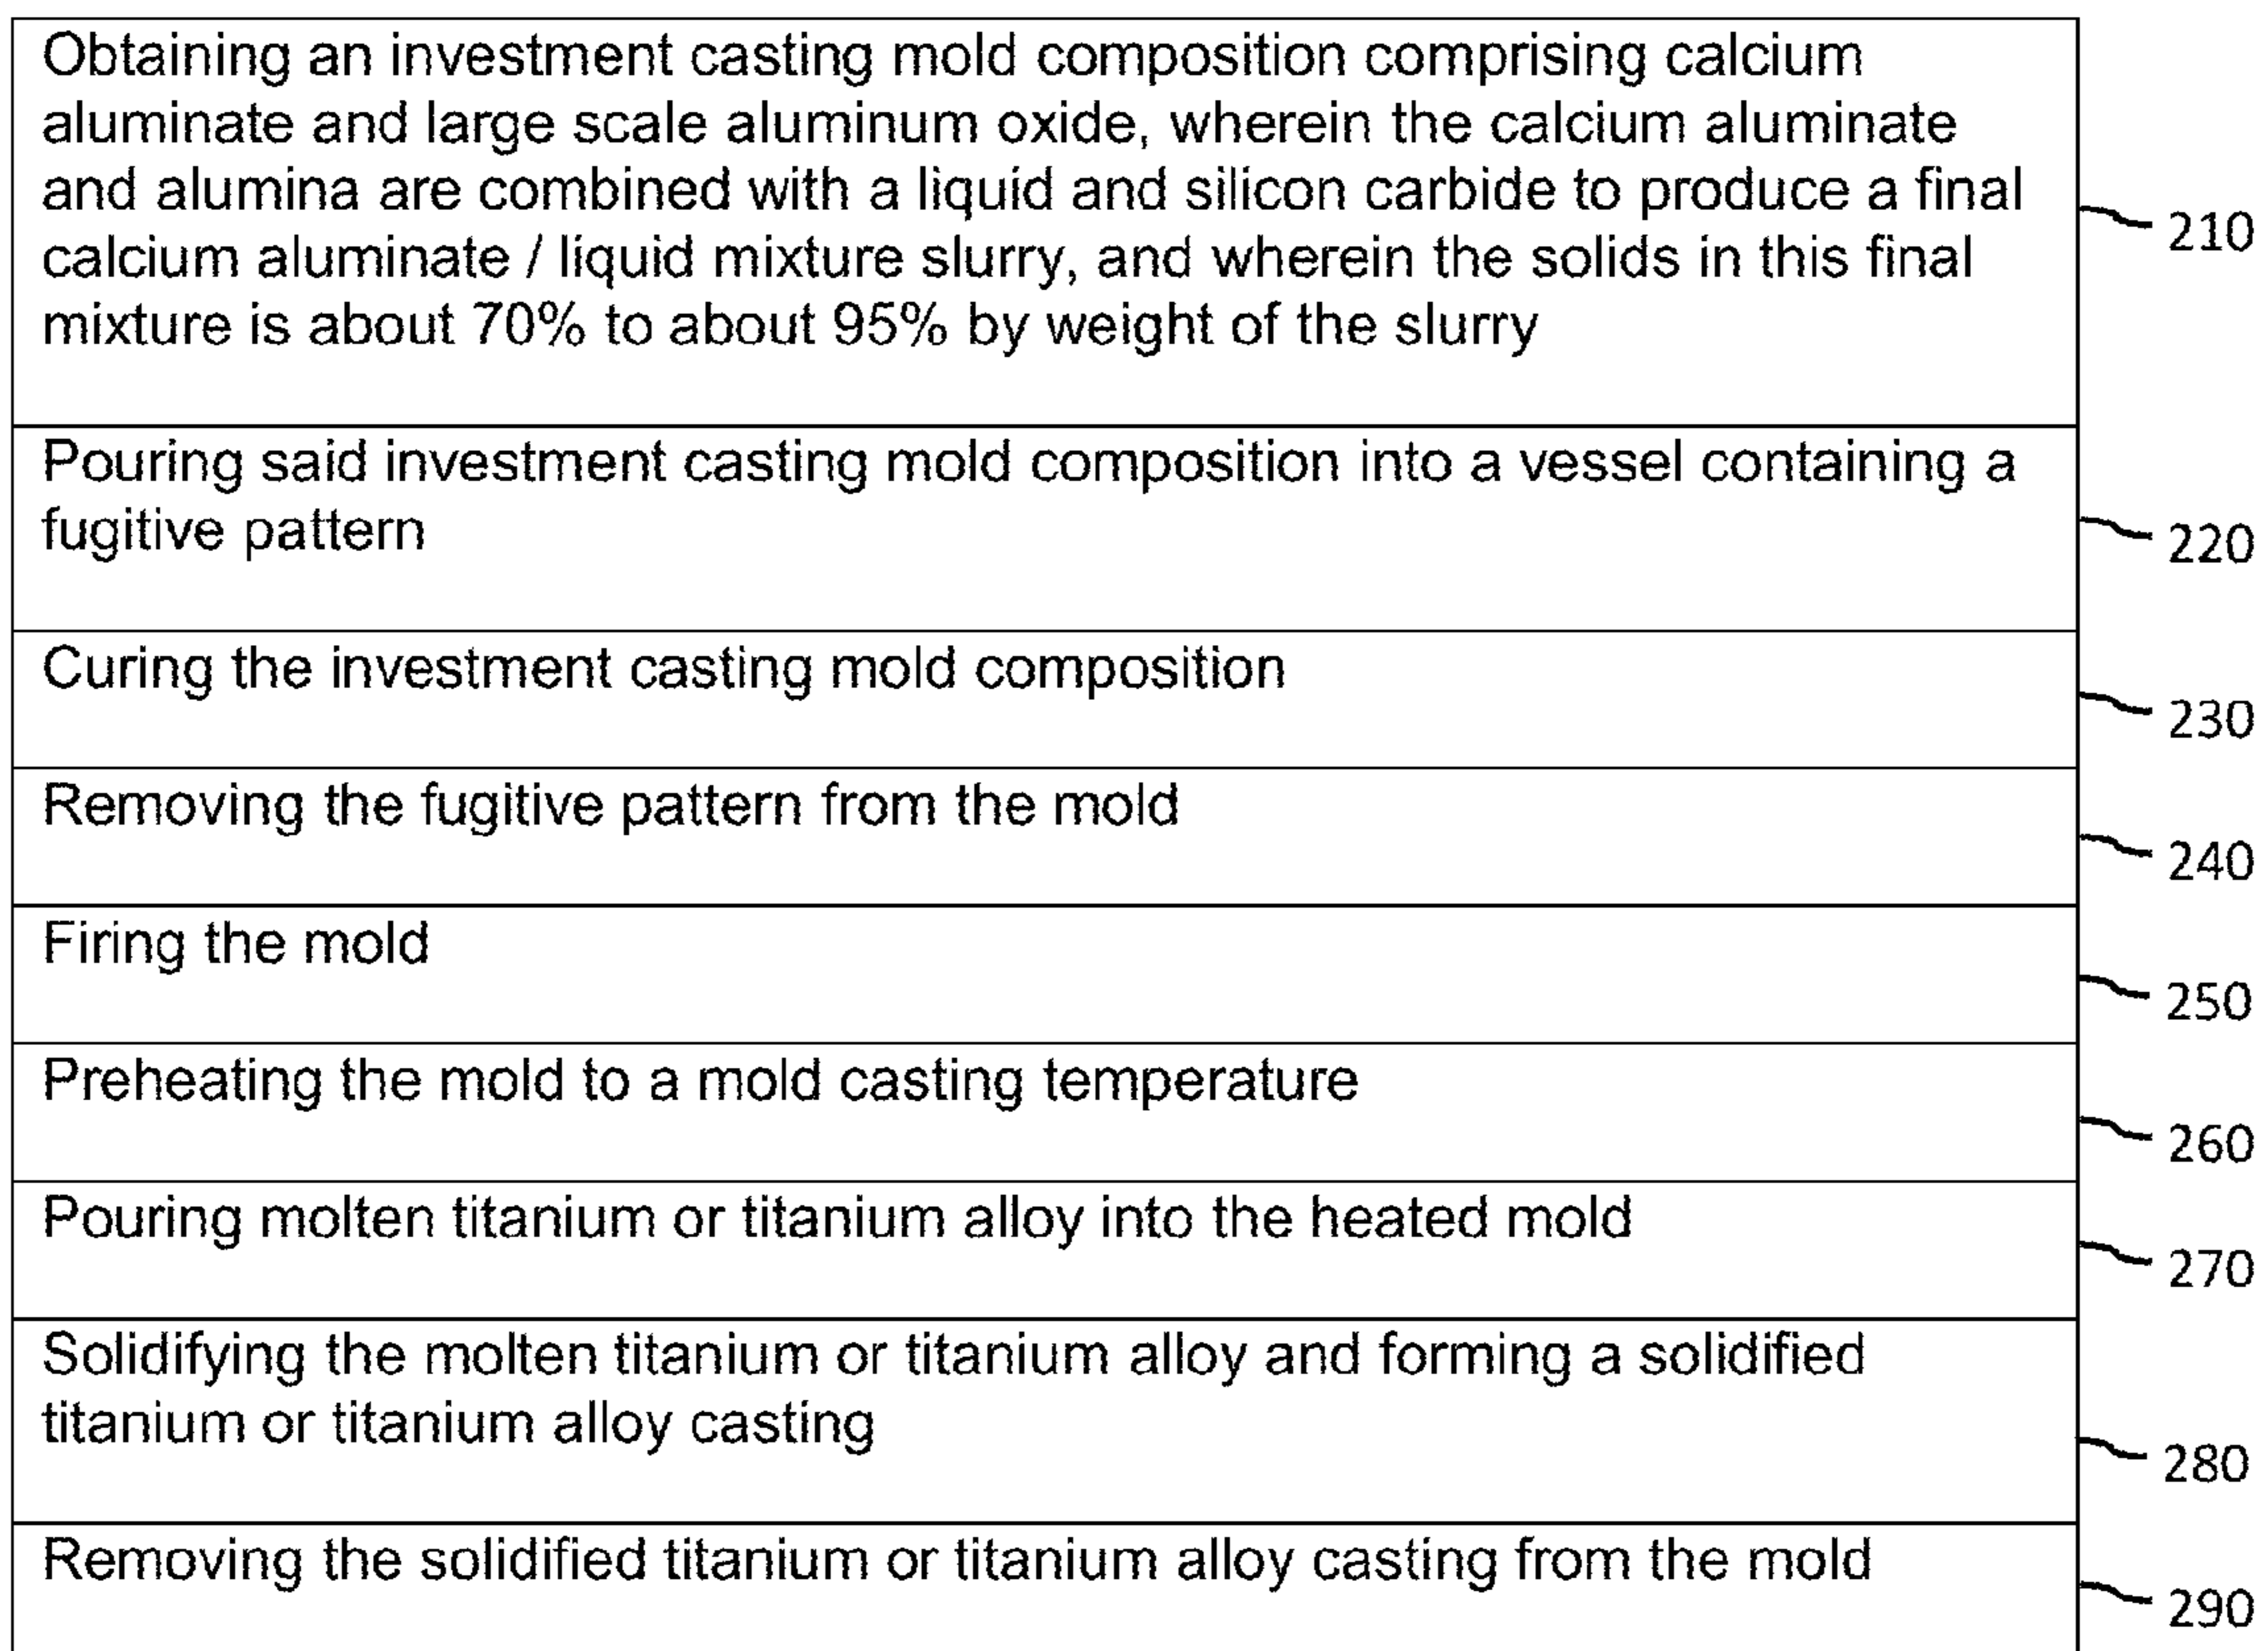 Obtaining an investment casting mold composition comprising calcium
aluminate and large scale aluminum oxide, wherein the calcium aluminate
and alumina are combined with a liquid and silicon carbide to produce a final
calcium aluminate / liquid mixture slurry, and wherein the solids in this final
mixture is about 70% to about 95% by weight of the slurry
210
Pouring said investment casting mold composition into a vessel containing a
fugitive pattern
220
Curing the investment casting mold composition
230
Removing the fugitive pattern from the mold
240
Firing the mold
250
Preheating the mold to a mold casting temperature
260
Pouring molten titanium or titanium alloy into the heated mold
270
Solidifying the molten titanium or titanium alloy and forming a solidified
titanium or titanium alloy casting
280
Removing the solidified titanium or titanium alloy casting from the mold
290